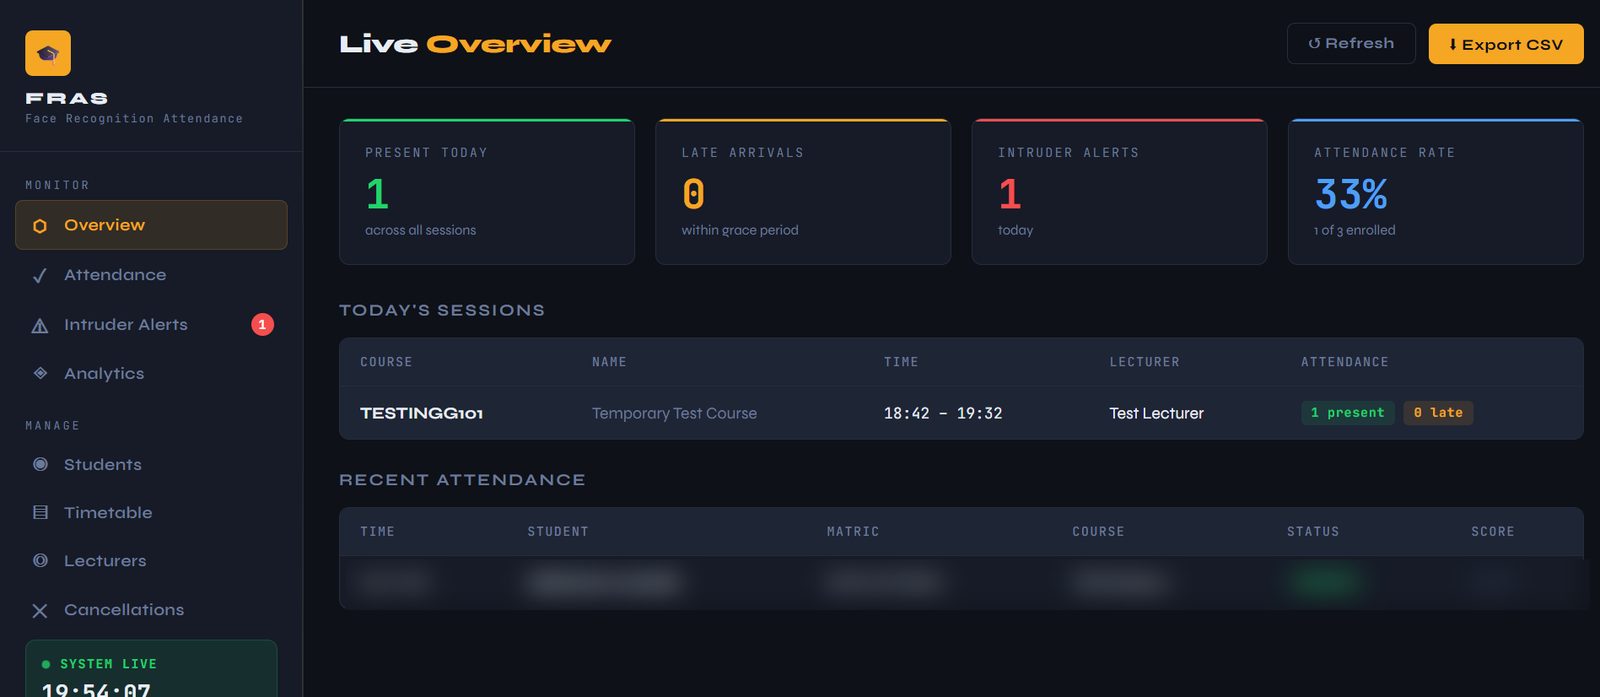 FRAS
Face Recognition Attendance
MONITOR
Overview
Attendance
Intruder Alerts 1
Analytics
MANAGE
Students
Timetable
Lecturers
Cancellations
SYSTEM LIVE
19:54:07
Live Overview
↺ Refresh
⬇ Export CSV
PRESENT TODAY
1
across all sessions
LATE ARRIVALS
0
within grace period
INTRUDER ALERTS
1
today
ATTENDANCE RATE
33%
1 of 3 enrolled
TODAY'S SESSIONS
COURSE NAME TIME LECTURER ATTENDANCE
TESTINGG101 Temporary Test Course 18:42 – 19:32 Test Lecturer 1 present 0 late
RECENT ATTENDANCE
TIME STUDENT MATRIC COURSE STATUS SCORE